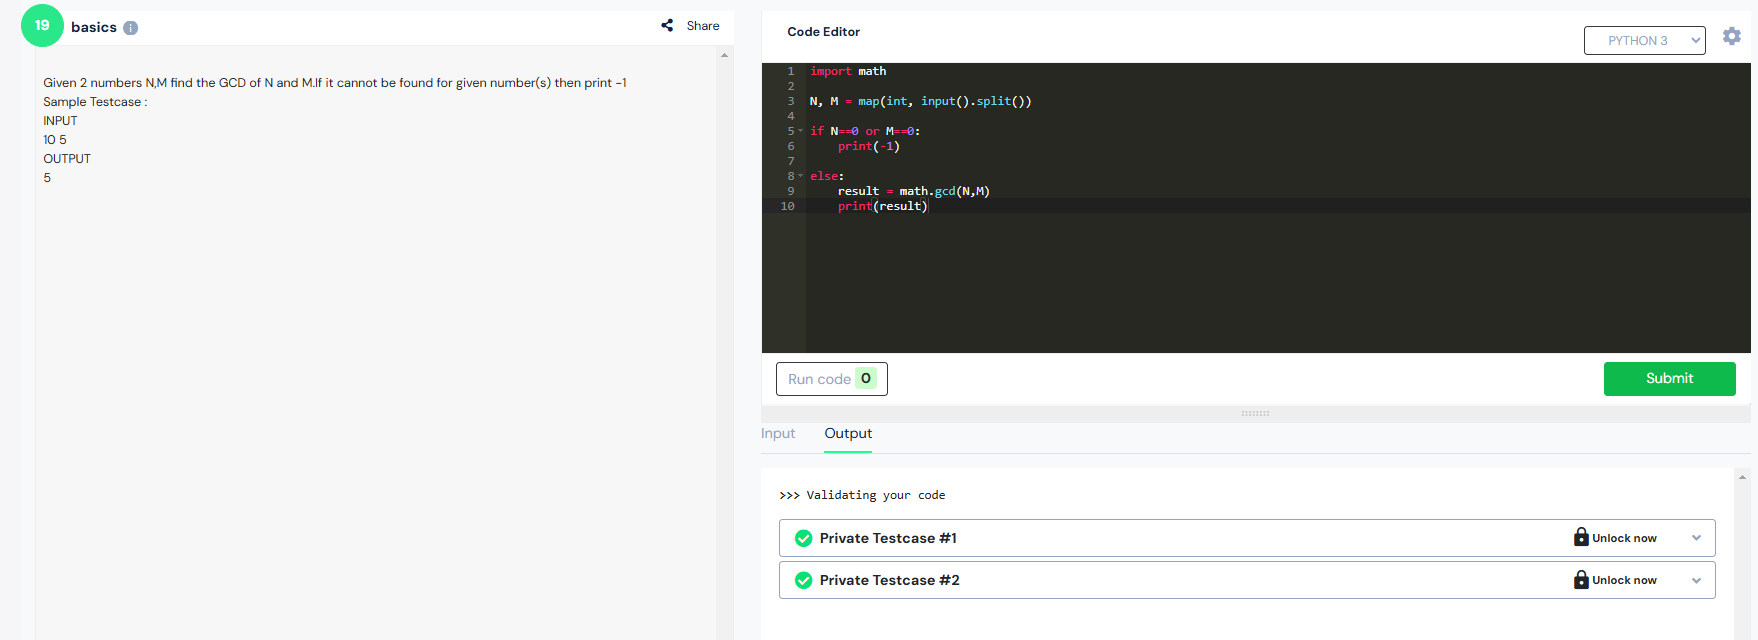 19 basics i Share
Given 2 numbers N,M find the GCD of N and M.If it cannot be found for given number(s) then print -1
Sample Testcase :
INPUT
10 5
OUTPUT
5
Code Editor
PYTHON 3
1 import math
2
3 N, M = map(int, input().split())
4
5 if N==0 or M==0:
6     print(-1)
7
8 else:
9     result = math.gcd(N,M)
10     print(result)
Run code 0
Submit
Input Output
>>> Validating your code
Private Testcase #1 Unlock now
Private Testcase #2 Unlock now